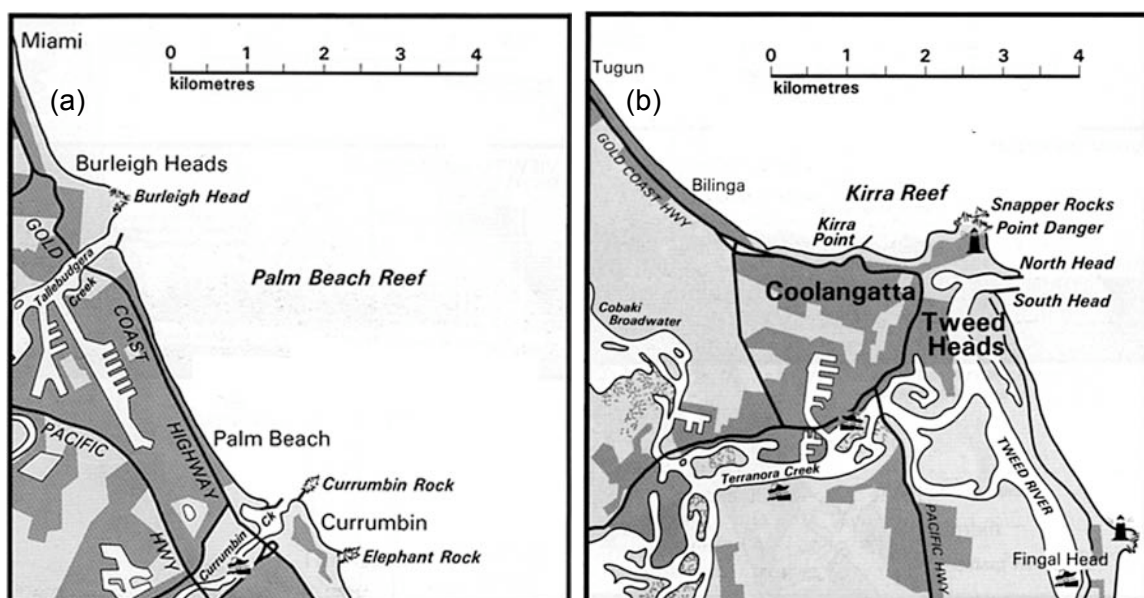 (a)
Miami
0 1 2 3 4
kilometres
Burleigh Heads
Burleigh Head
GOLD
COAST
HIGHWAY
Tallebudgera
Creek
Palm Beach Reef
PACIFIC
HWY
Palm Beach
Currumbin Rock
Currumbin
Ck
Currumbin
Elephant Rock
(b)
0 1 2 3 4
kilometres
Tugun
GOLD COAST HWY
Bilinga
Kirra Reef
Kirra
Point
Snapper Rocks
Point Danger
North Head
South Head
Coolangatta
Tweed
Heads
Cobaki
Broadwater
Terranora Creek
TWEED RIVER
PACIFIC HWY
Fingal Head